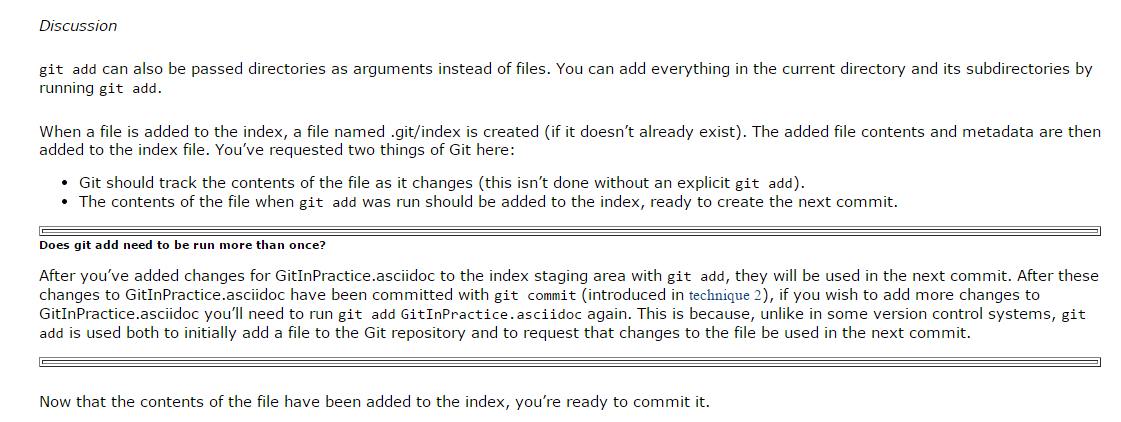 Discussion
git add can also be passed directories as arguments instead of files. You can add everything in the current directory and its subdirectories by
running git add.
When a file is added to the index, a file named .git/index is created (if it doesn’t already exist). The added file contents and metadata are then
added to the index file. You’ve requested two things of Git here:
• Git should track the contents of the file as it changes (this isn’t done without an explicit git add).
• The contents of the file when git add was run should be added to the index, ready to create the next commit.
Does git add need to be run more than once?
After you’ve added changes for GitInPractice.asciidoc to the index staging area with git add, they will be used in the next commit. After these
changes to GitInPractice.asciidoc have been committed with git commit (introduced in technique 2), if you wish to add more changes to
GitInPractice.asciidoc you’ll need to run git add GitInPractice.asciidoc again. This is because, unlike in some version control systems, git
add is used both to initially add a file to the Git repository and to request that changes to the file be used in the next commit.
Now that the contents of the file have been added to the index, you’re ready to commit it.